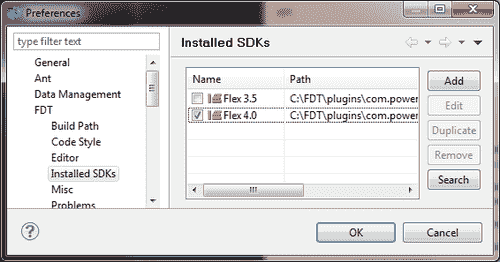 Preferences
type filter text
General
Ant
Data Management
FDT
Build Path
Code Style
Editor
Installed SDKs
Misc
Problems
Installed SDKs
Name Path
Flex 3.5 C:\FDT\plugins\com.power
Flex 4.0 C:\FDT\plugins\com.power
Add
Edit
Duplicate
Remove
Search
?
OK Cancel